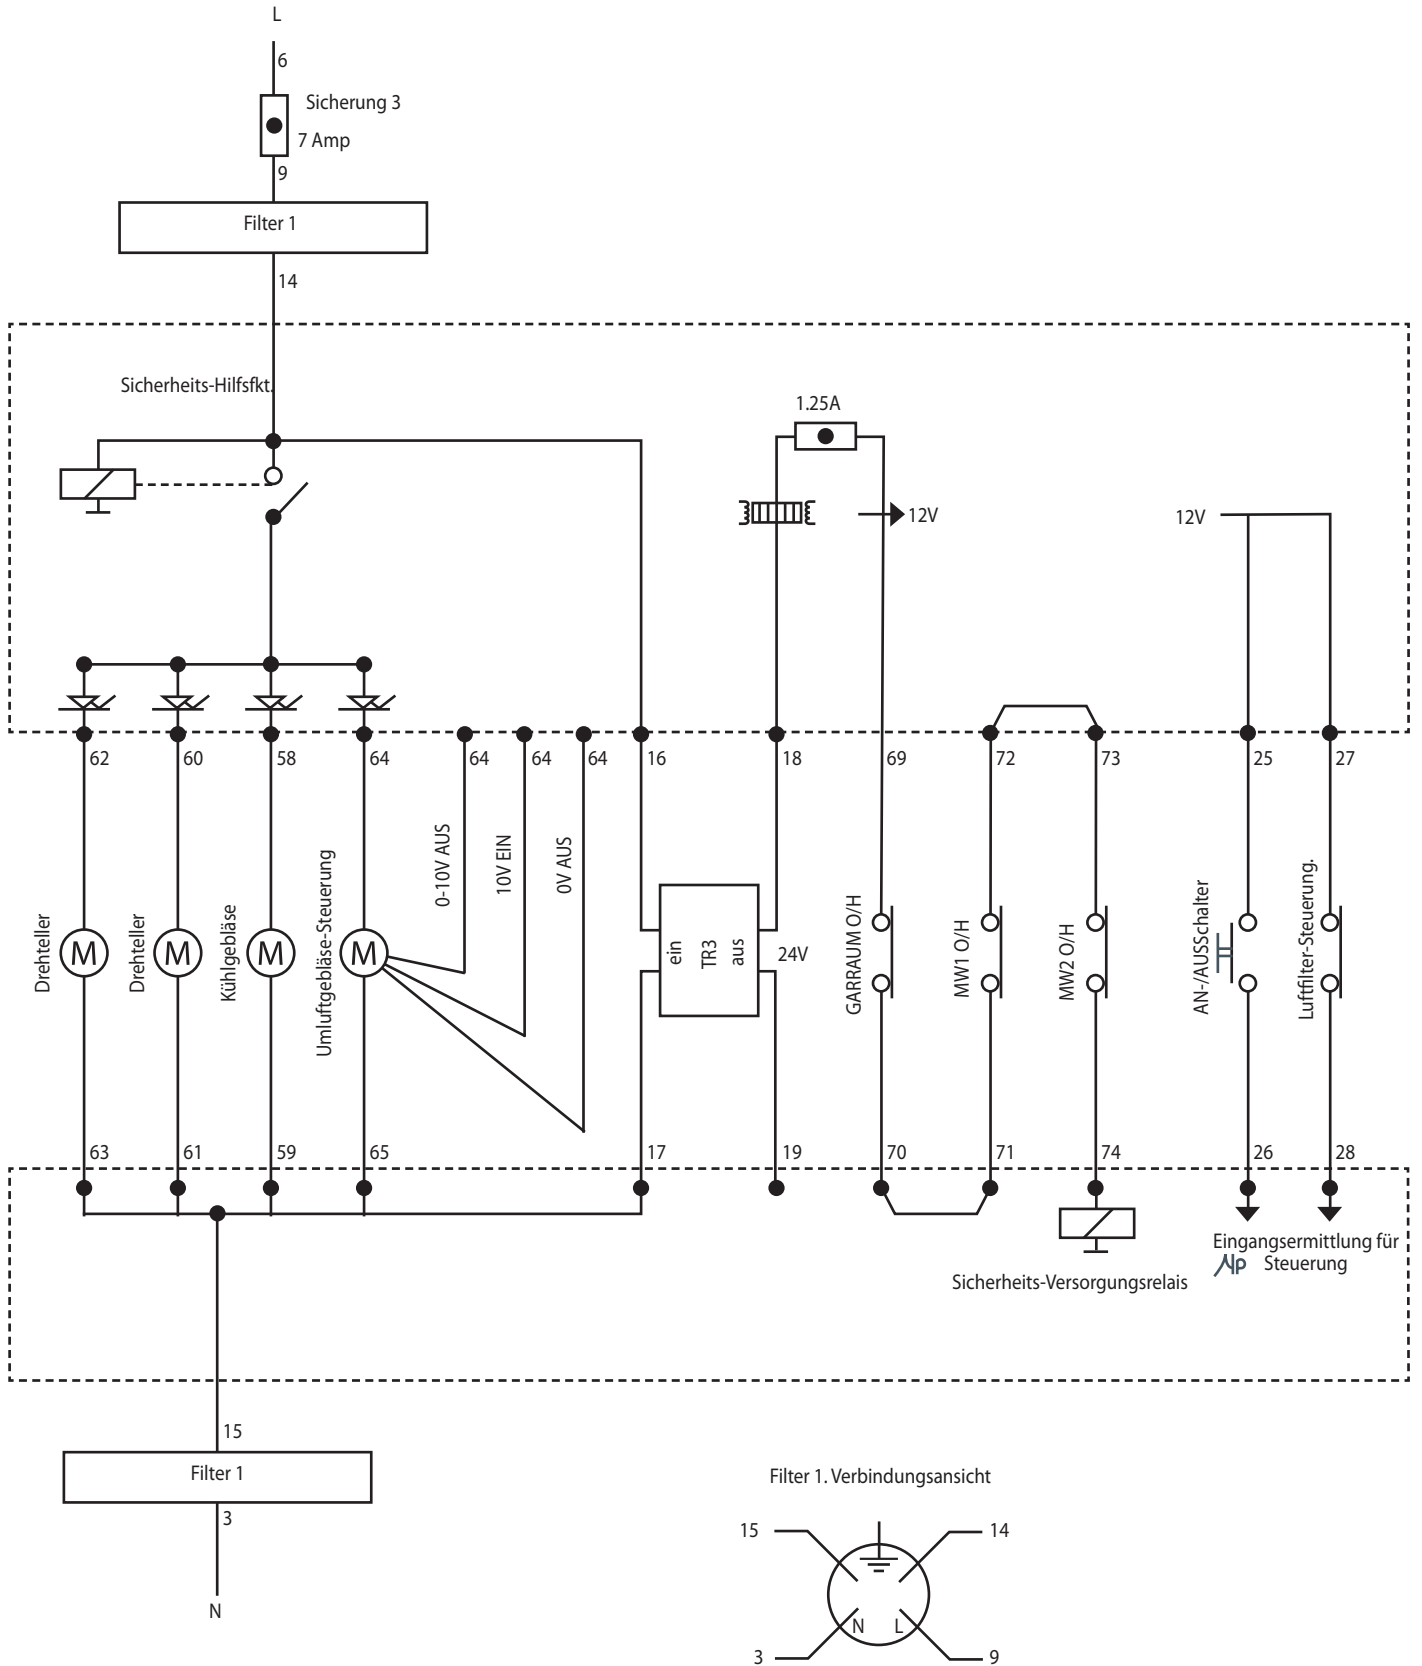 L
6
Sicherung 3
7 Amp
9
Filter 1
14
Sicherheits-Hilfsfkt.
1.25A
12V
12V
62
60
58
64
64
64
64
16
18
69
72
73
25
27
Drehteller
Drehteller
Kühlgebläse
Umluftgebläse-Steuerung
0-10V AUS
10V EIN
0V AUS
ein
TR3
aus
24V
GARRAUM O/H
MW1 O/H
MW2 O/H
AN-/AUSSchalter
Luftfilter-Steuerung.
M
M
M
M
63
61
59
65
17
19
70
71
74
26
28
Eingangsermittlung für
Steuerung
Sicherheits-Versorgungsrelais
15
Filter 1
3
N
Filter 1. Verbindungsansicht
15
14
N
L
3
9